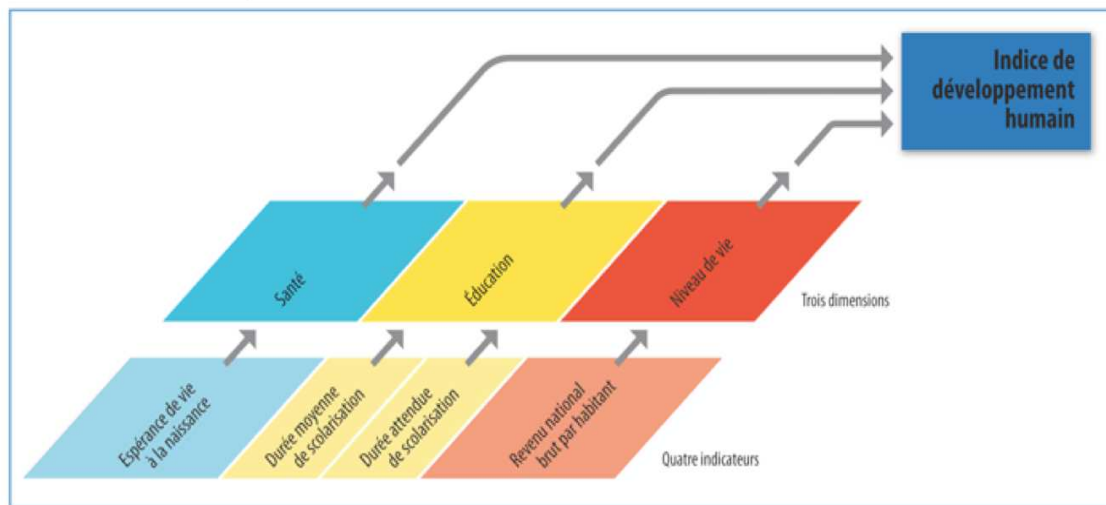 Indice de
développement
humain
Santé
Éducation
Niveau de vie
Trois dimensions
Espérance de vie
à la naissance
Durée moyenne
de scolarisation
Durée attendue
de scolarisation
Revenu national
brut par habitant
Quatre indicateurs